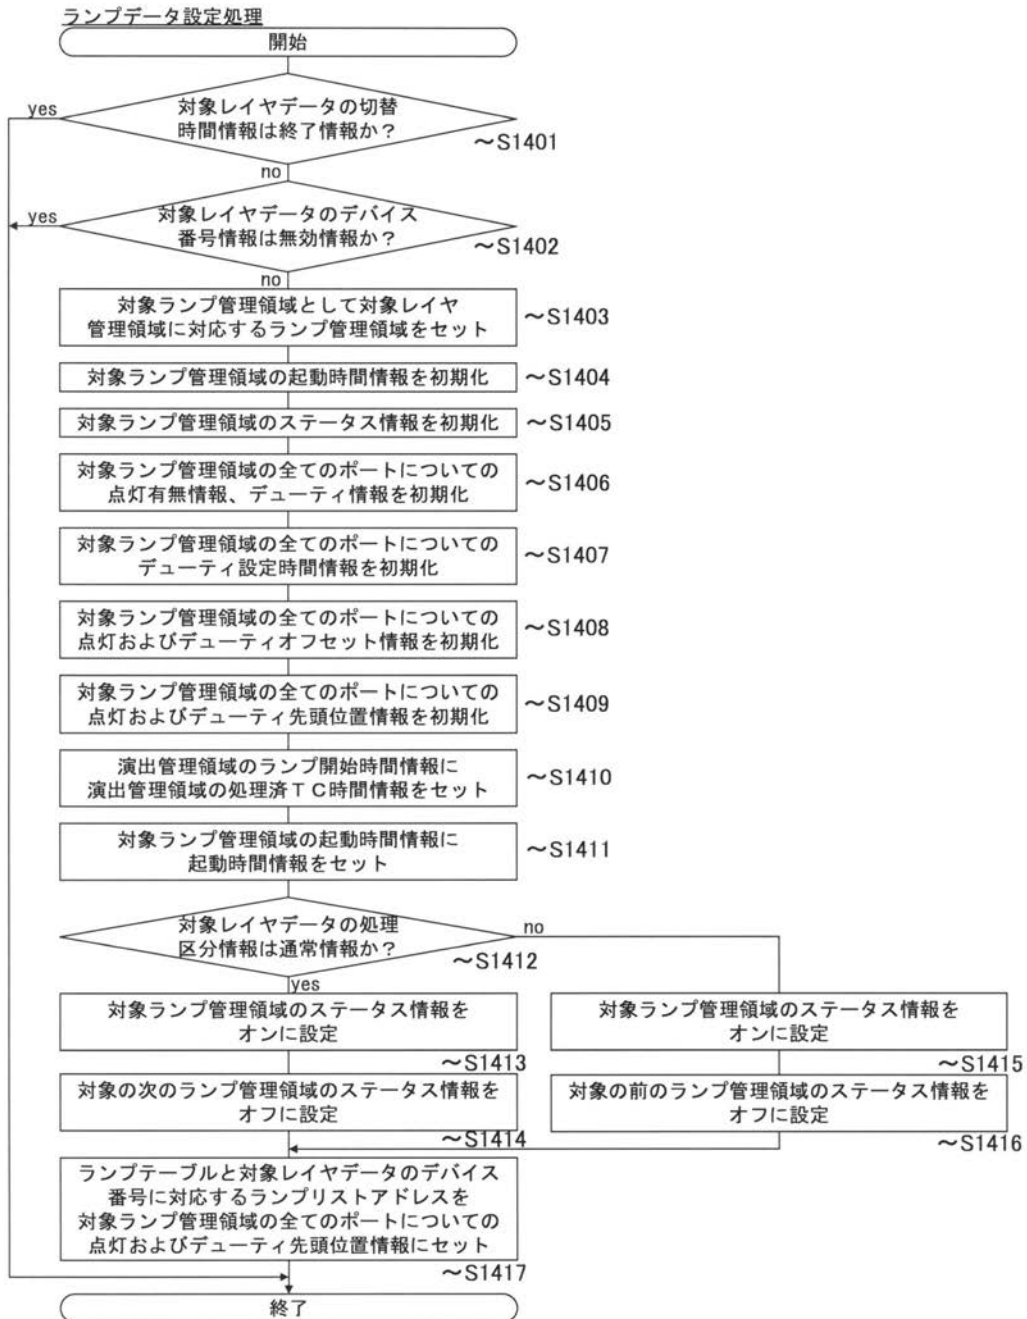 ランプデータ設定処理
開始
対象レイヤデータの切替
時間情報は終了情報か？
yes
～S1401
no
対象レイヤデータのデバイス
番号情報は無効情報か？
yes
～S1402
no
対象ランプ管理領域として対象レイヤ
管理領域に対応するランプ管理領域をセット
～S1403
対象ランプ管理領域の起動時間情報を初期化
～S1404
対象ランプ管理領域のステータス情報を初期化
～S1405
対象ランプ管理領域の全てのポートについての
点灯有無情報、デューティ情報を初期化
～S1406
対象ランプ管理領域の全てのポートについての
デューティ設定時間情報を初期化
～S1407
対象ランプ管理領域の全てのポートについての
点灯およびデューティオフセット情報を初期化
～S1408
対象ランプ管理領域の全てのポートについての
点灯およびデューティ先頭位置情報を初期化
～S1409
演出管理領域のランプ開始時間情報に
演出管理領域の処理済ＴＣ時間情報をセット
～S1410
対象ランプ管理領域の起動時間情報に
起動時間情報をセット
～S1411
対象レイヤデータの処理
区分情報は通常情報か？
no
～S1412
yes
対象ランプ管理領域のステータス情報を
オンに設定
～S1413
対象の次のランプ管理領域のステータス情報を
オフに設定
～S1414
対象ランプ管理領域のステータス情報を
オンに設定
～S1415
対象の前のランプ管理領域のステータス情報を
オフに設定
～S1416
ランプテーブルと対象レイヤデータのデバイス
番号に対応するランプリストアドレスを
対象ランプ管理領域の全てのポートについての
点灯およびデューティ先頭位置情報にセット
～S1417
終了